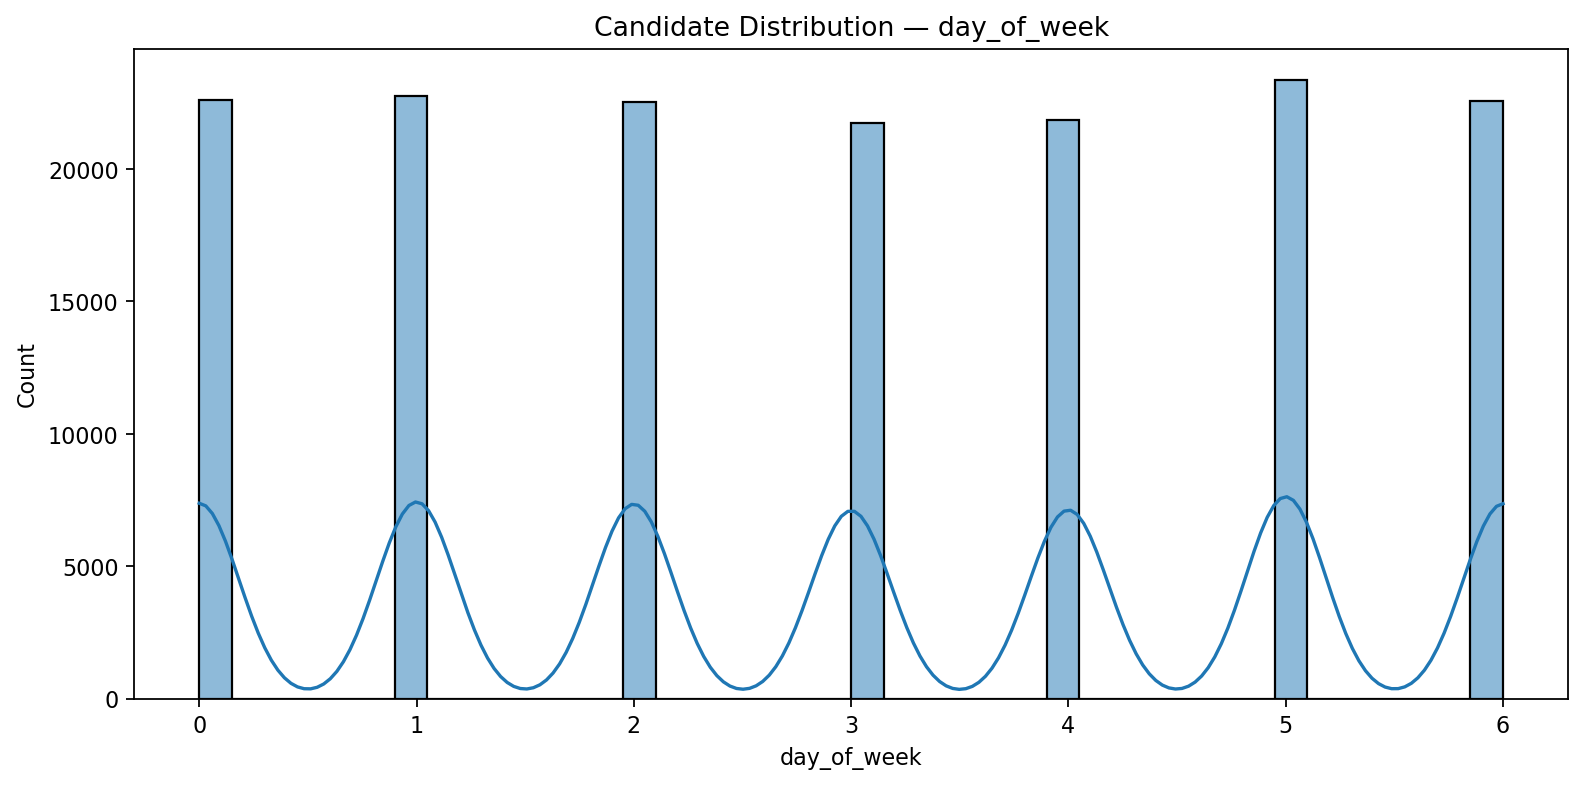 Candidate Distribution — day_of_week
Count
20000
15000
10000
5000
0
0 1 2 3 4 5 6
day_of_week